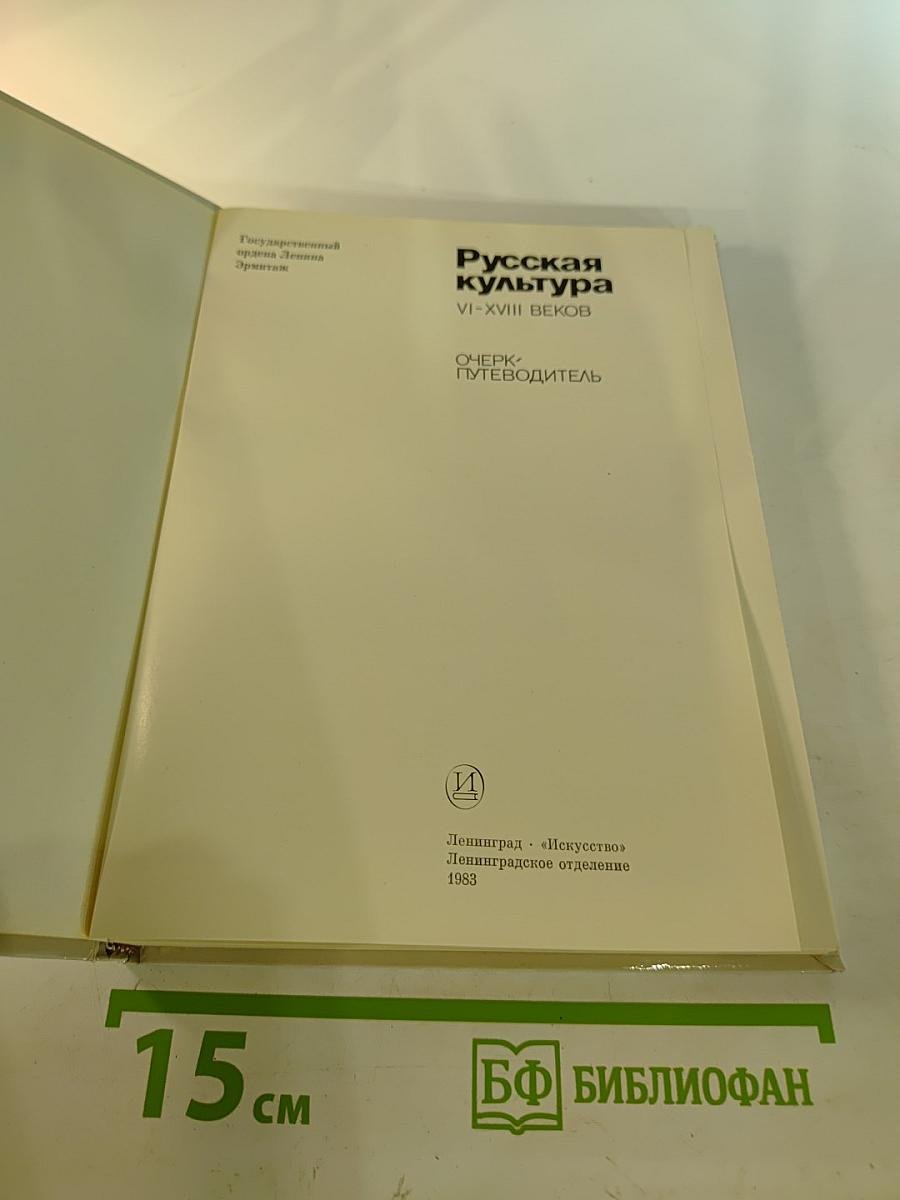 Государственный
ордена Ленина
Эрмитаж
Русская
культура
VI–XVIII ВЕКОВ
ОЧЕРК-
ПУТЕВОДИТЕЛЬ
И
Ленинград · «Искусство»
Ленинградское отделение
1983
15 см
БФ БИБЛИОФАН